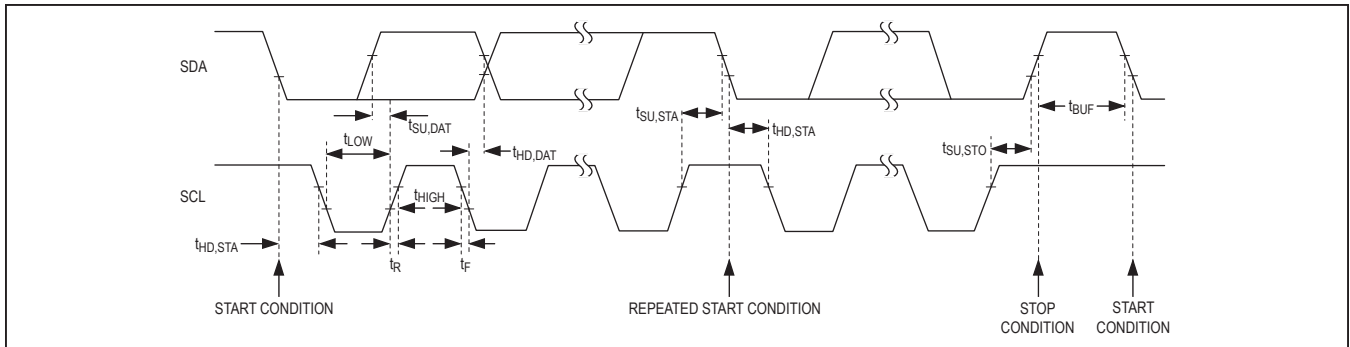 SDA
tSU,DAT
tLOW
tHD,DAT
tSU,STA
tHD,STA
tBUF
tSU,STO
SCL
tHIGH
tHD,STA
tR
tF
START CONDITION
REPEATED START CONDITION
STOP
CONDITION
START
CONDITION